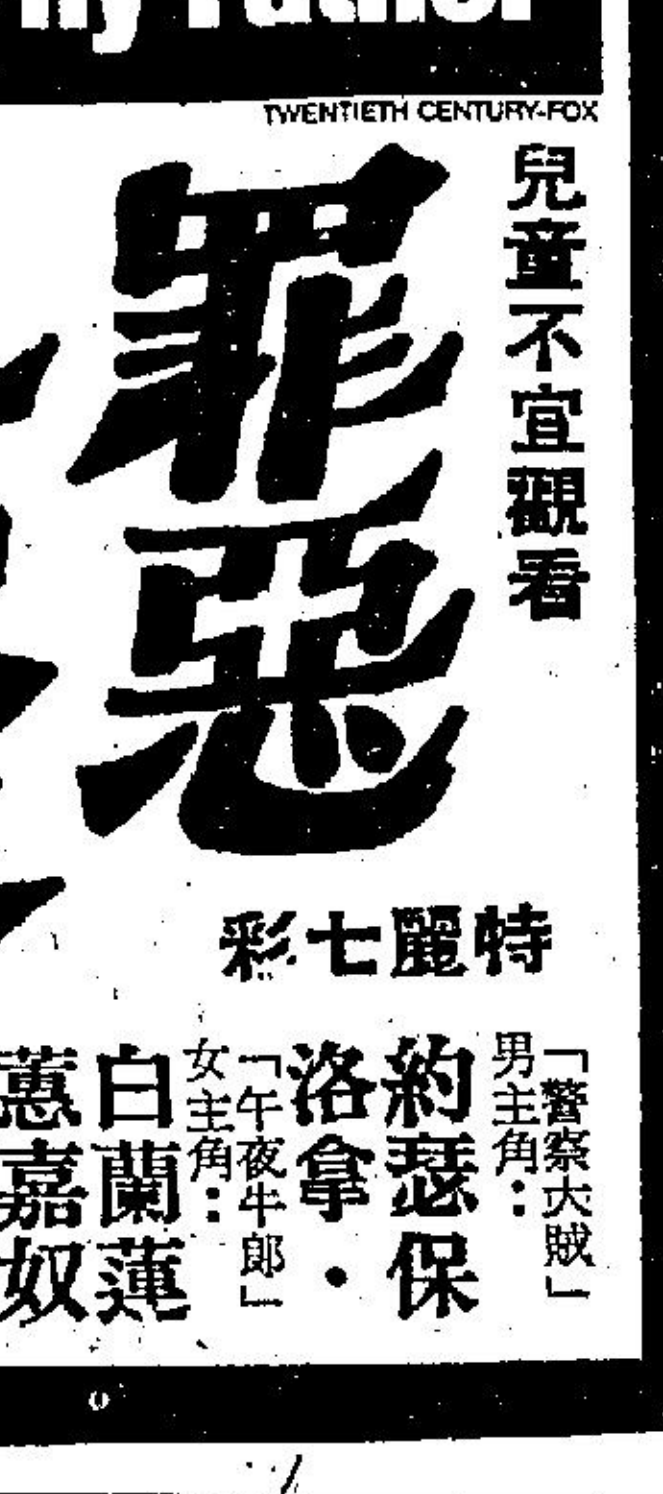 Father
TWENTIETH CENTURY-FOX
兒童不宜觀看
罪惡
特麗七彩
「警察大賊」
男主角：
約瑟保
洛拿・
「午夜牛郎」
女主角：
白蘭蓮
蕙嘉奴